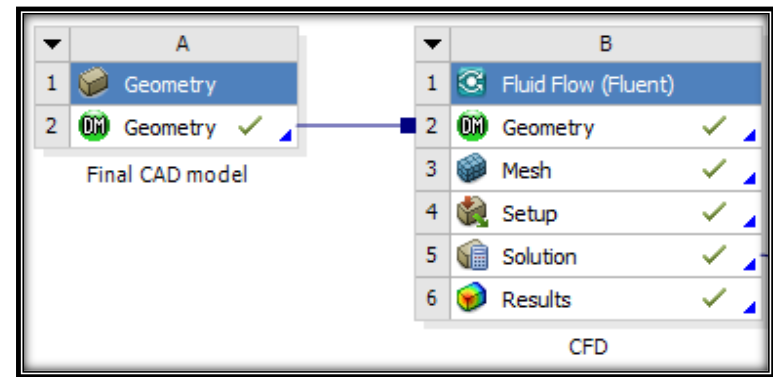 A
1 Geometry
2 DM Geometry
Final CAD model
B
1 Fluid Flow (Fluent)
2 DM Geometry
3 Mesh
4 Setup
5 Solution
6 Results
CFD